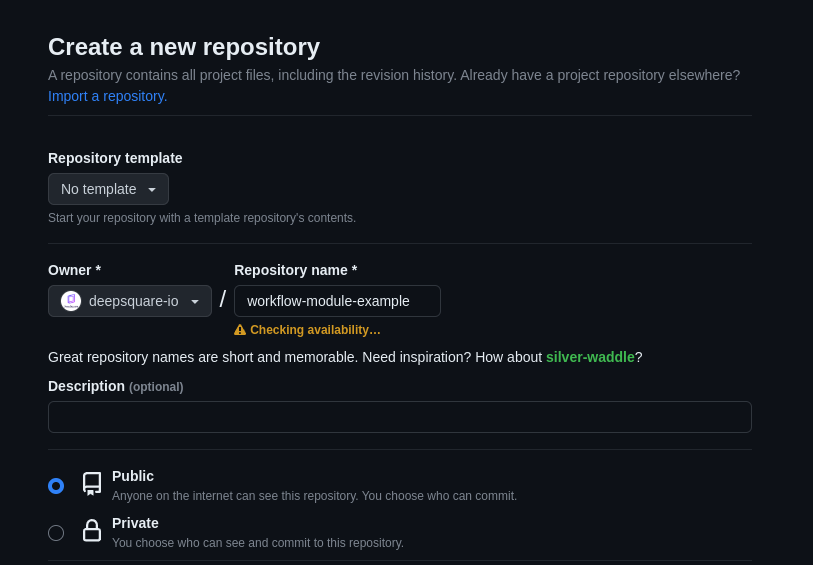 Create a new repository
A repository contains all project files, including the revision history. Already have a project repository elsewhere?
Import a repository.
Repository template
No template
Start your repository with a template repository's contents.
Owner *
Repository name *
deepsquare-io
/
workflow-module-example
Checking availability…
Great repository names are short and memorable. Need inspiration? How about silver-waddle?
Description (optional)
Public
Anyone on the internet can see this repository. You choose who can commit.
Private
You choose who can see and commit to this repository.